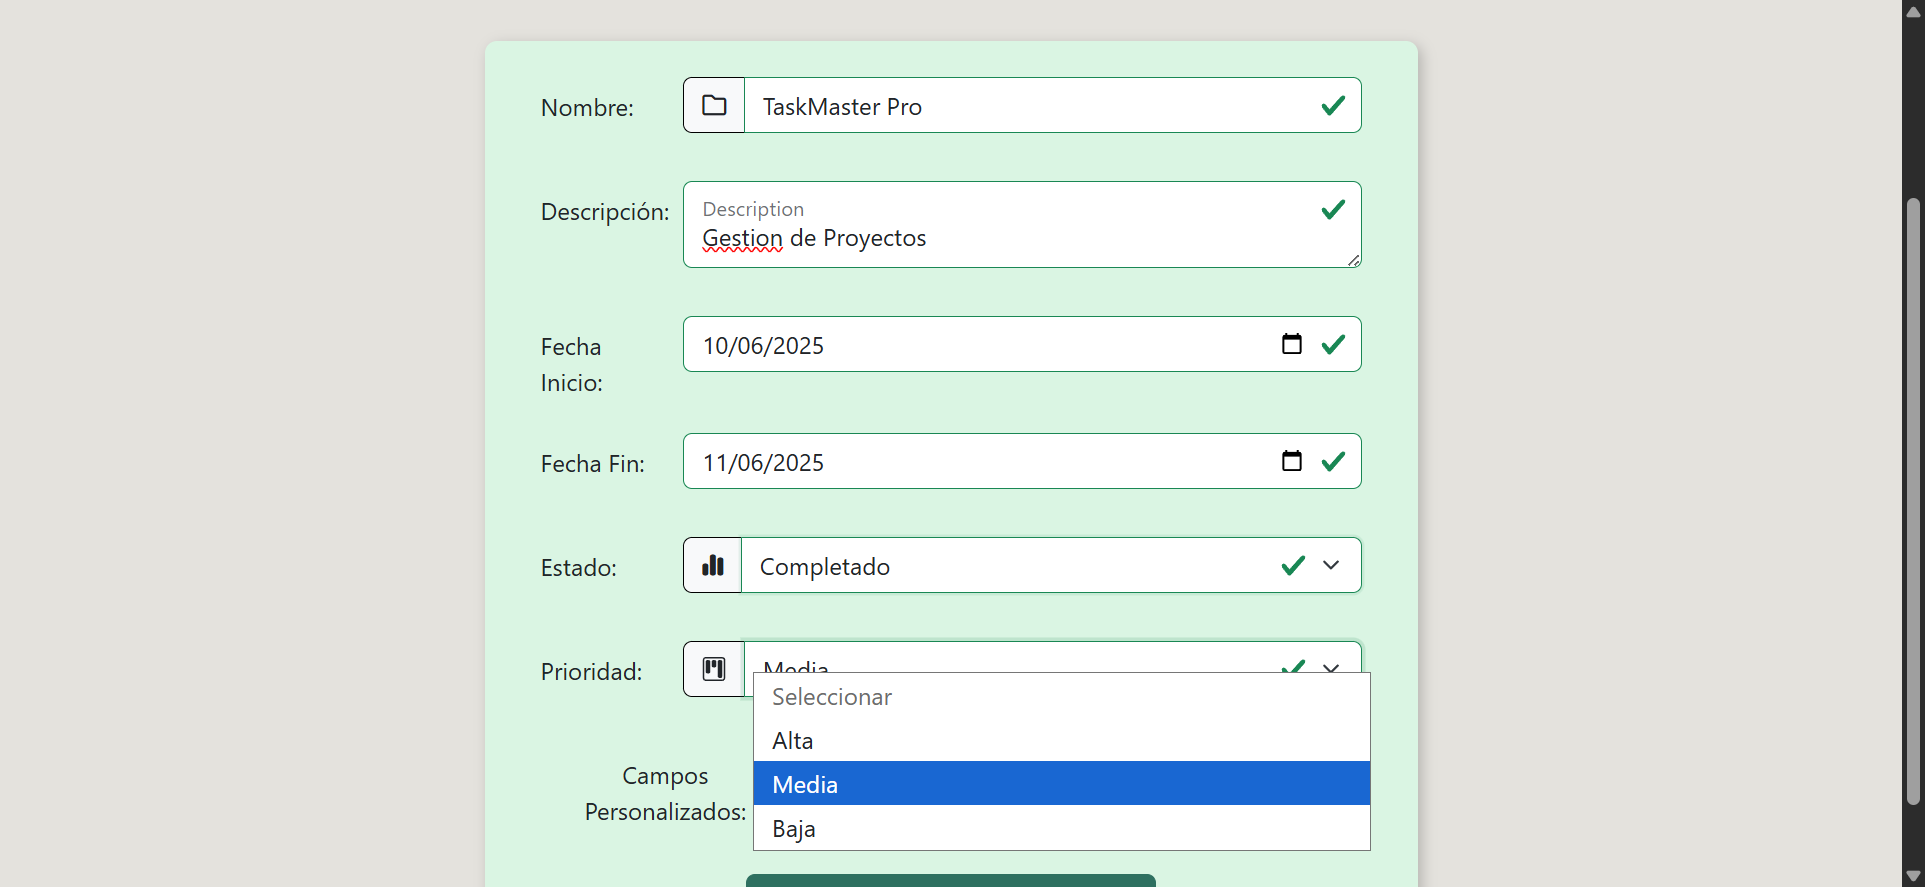 Nombre:
TaskMaster Pro
Descripción:
Description
Gestion de Proyectos
Fecha
Inicio:
10/06/2025
Fecha Fin:
11/06/2025
Estado:
Completado
Prioridad:
Media
Seleccionar
Alta
Media
Baja
Campos
Personalizados: